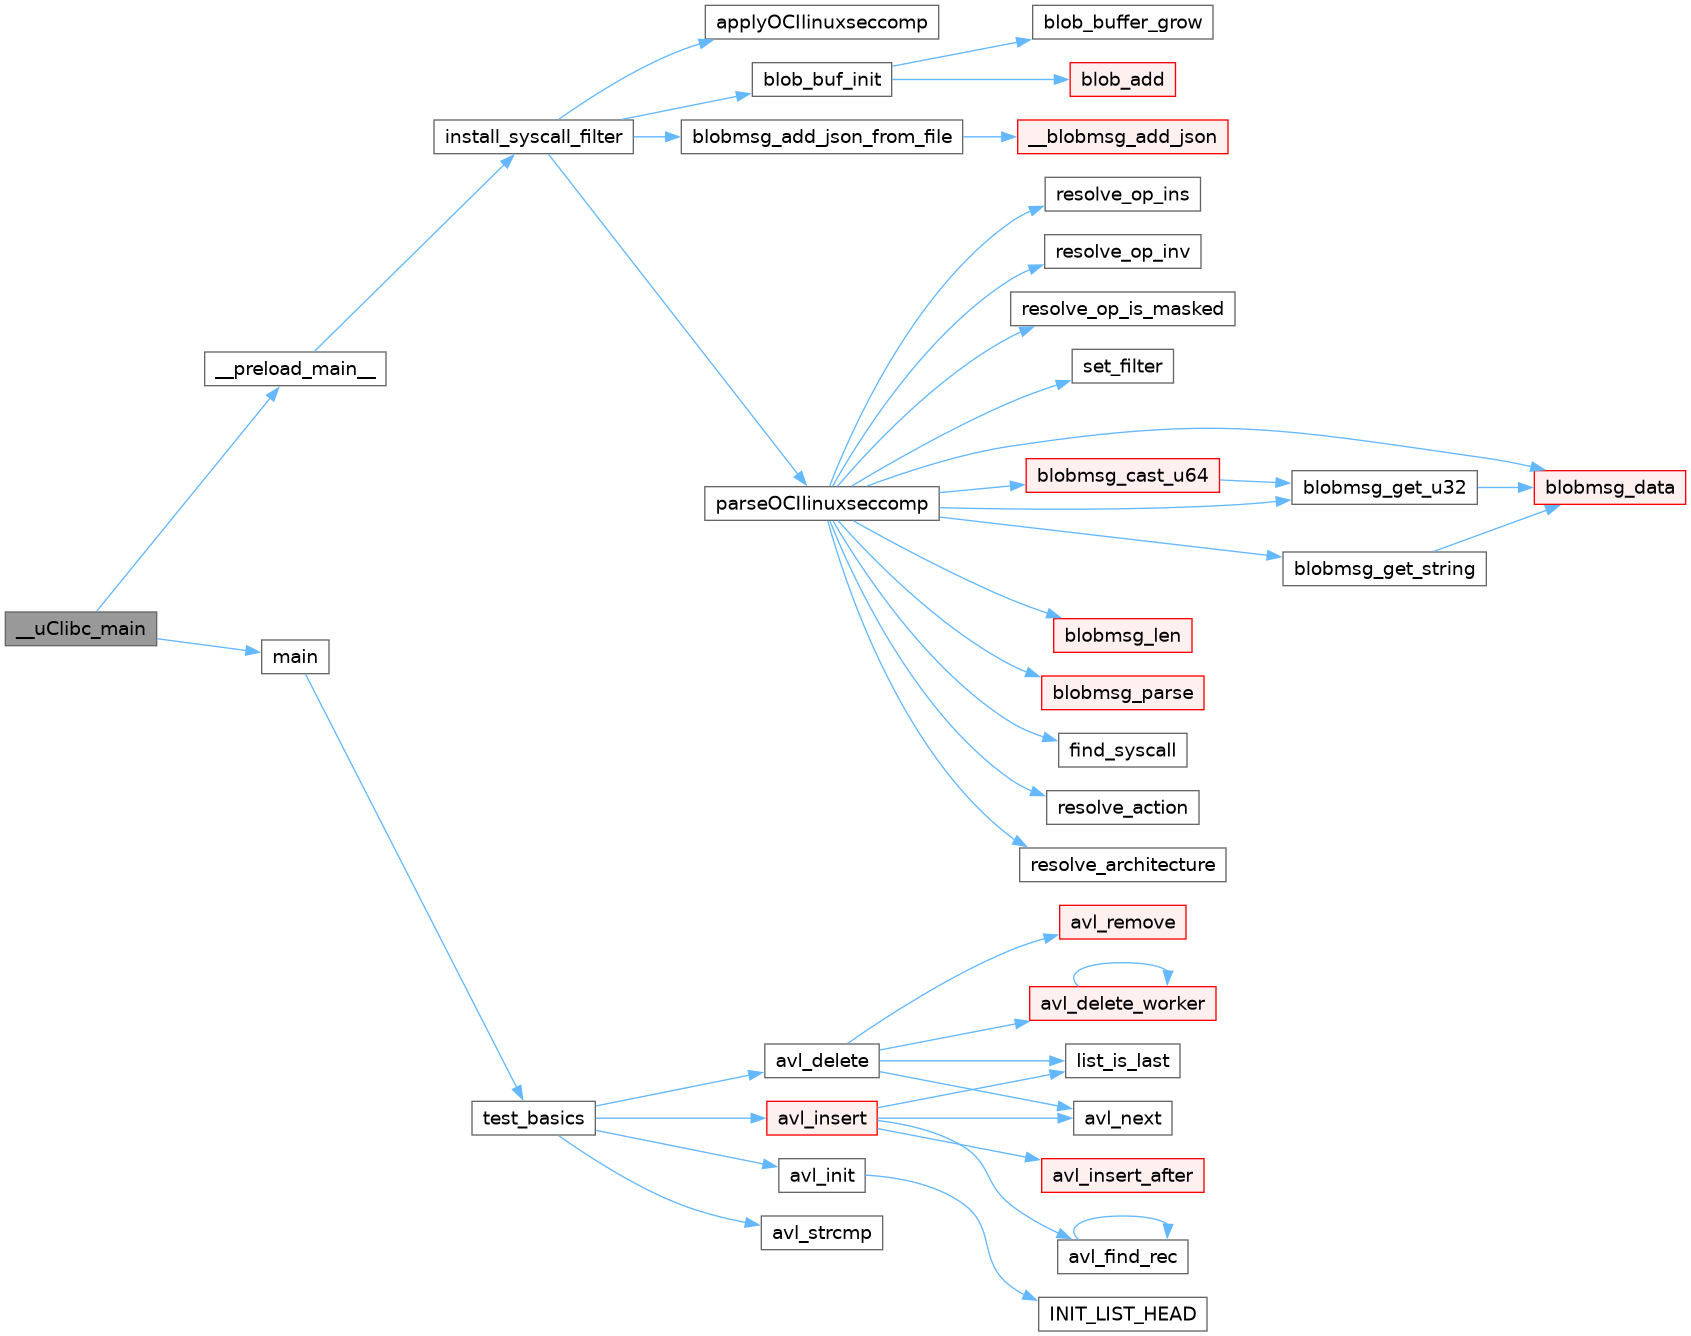 applyOCIlinuxseccomp
blob_buffer_grow
blob_buf_init
blob_add
install_syscall_filter
blobmsg_add_json_from_file
__blobmsg_add_json
resolve_op_ins
resolve_op_inv
resolve_op_is_masked
__preload_main__
set_filter
blobmsg_cast_u64
blobmsg_get_u32
blobmsg_data
parseOCIlinuxseccomp
blobmsg_get_string
__uClibc_main
blobmsg_len
main
blobmsg_parse
find_syscall
resolve_action
resolve_architecture
avl_remove
avl_delete_worker
avl_delete
list_is_last
test_basics
avl_insert
avl_next
avl_init
avl_insert_after
avl_strcmp
avl_find_rec
INIT_LIST_HEAD